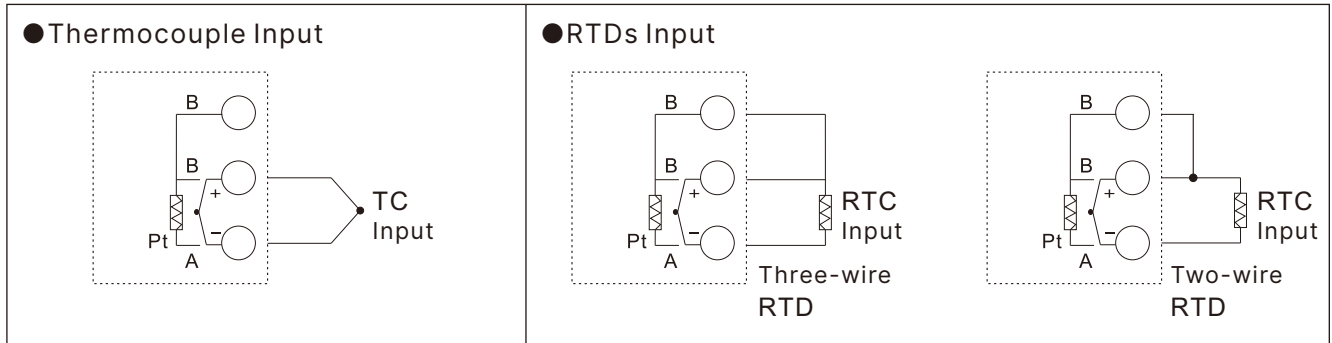 ●Thermocouple Input
B
B
+
−
Pt
A
TC
Input
●RTDs Input
B
B
+
−
Pt
A
RTC
Input
Three-wire
RTD
B
B
+
−
Pt
A
RTC
Input
Two-wire
RTD